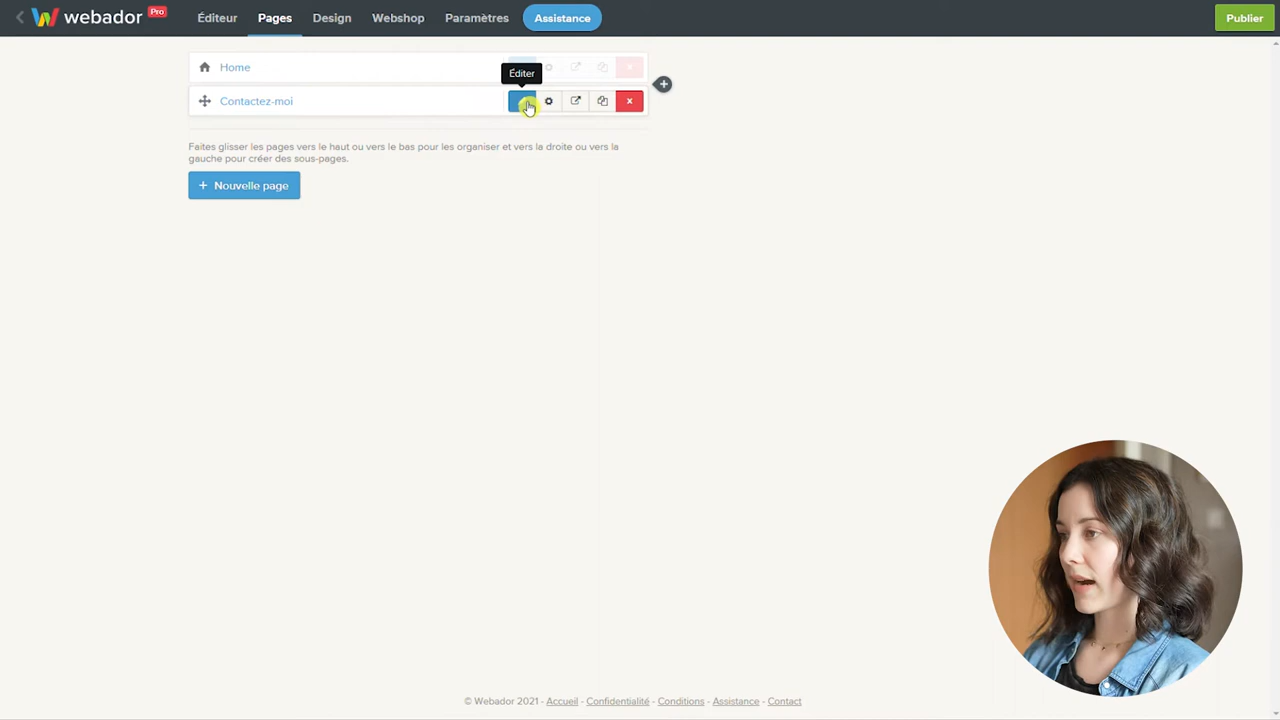 webador Pro Éditeur Pages Design Webshop Paramètres Assistance Publier
Home
Éditer
Contactez-moi
Faites glisser les pages vers le haut ou vers le bas pour les organiser et vers la droite ou vers la
gauche pour créer des sous-pages.
+ Nouvelle page
© Webador 2021 - Accueil - Confidentialité - Conditions - Assistance - Contact